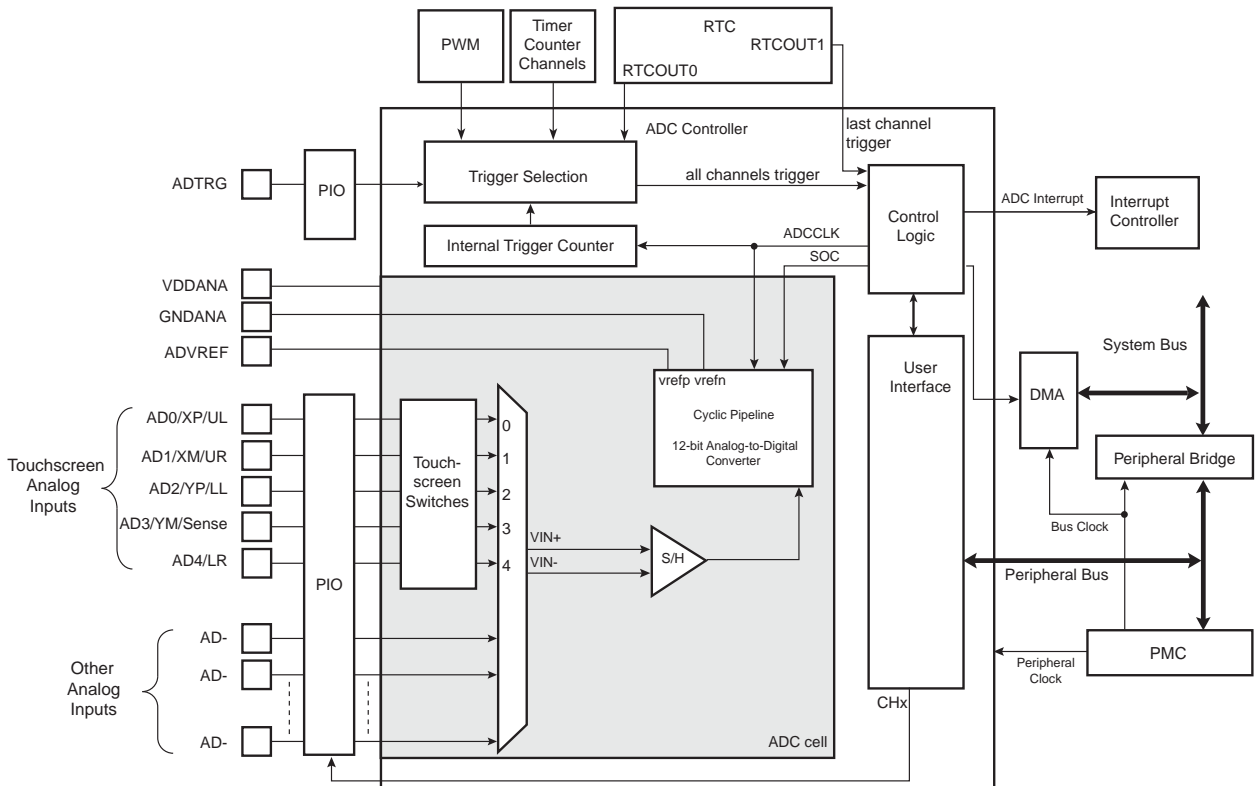 PWM
Timer
Counter
Channels
RTC
RTCOUT1
RTCOUT0
ADC Controller
last channel
trigger
ADTRG
PIO
Trigger Selection
all channels trigger
Control
Logic
ADC Interrupt
Interrupt
Controller
Internal Trigger Counter
ADCCLK
SOC
VDDANA
GNDANA
ADVREF
vrefp vrefn
Cyclic Pipeline
12-bit Analog-to-Digital
Converter
User
Interface
DMA
System Bus
Peripheral Bridge
Bus Clock
Peripheral Bus
PMC
Peripheral
Clock
Touchscreen
Analog
Inputs
AD0/XP/UL
AD1/XM/UR
AD2/YP/LL
AD3/YM/Sense
AD4/LR
PIO
Touch-
screen
Switches
0
1
2
3
4
VIN+
VIN-
S/H
Other
Analog
Inputs
AD-
AD-
AD-
CHx
ADC cell